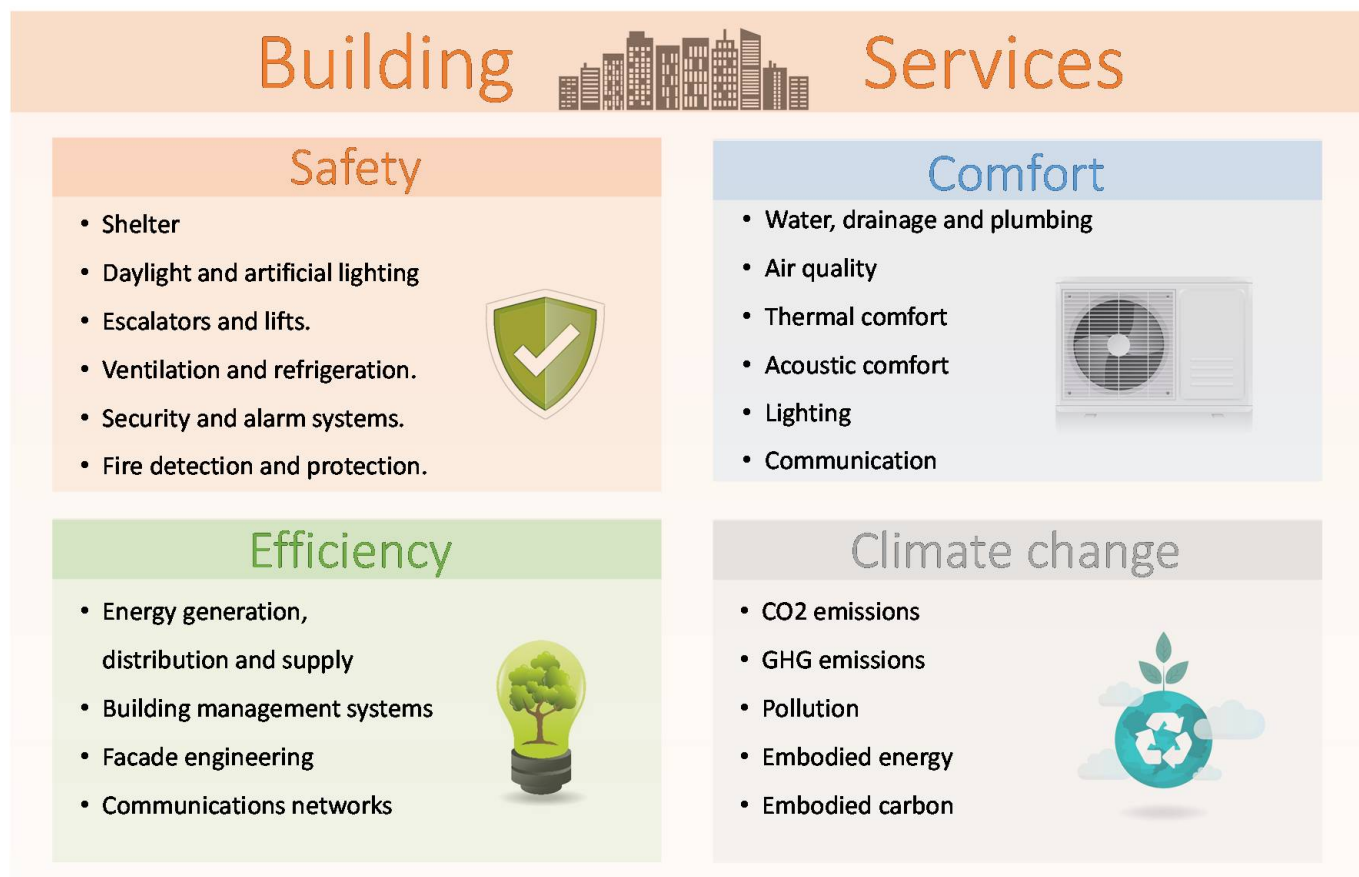 Building Services
Safety
• Shelter
• Daylight and artificial lighting
• Escalators and lifts.
• Ventilation and refrigeration.
• Security and alarm systems.
• Fire detection and protection.
Comfort
• Water, drainage and plumbing
• Air quality
• Thermal comfort
• Acoustic comfort
• Lighting
• Communication
Efficiency
• Energy generation,
distribution and supply
• Building management systems
• Facade engineering
• Communications networks
Climate change
• CO2 emissions
• GHG emissions
• Pollution
• Embodied energy
• Embodied carbon